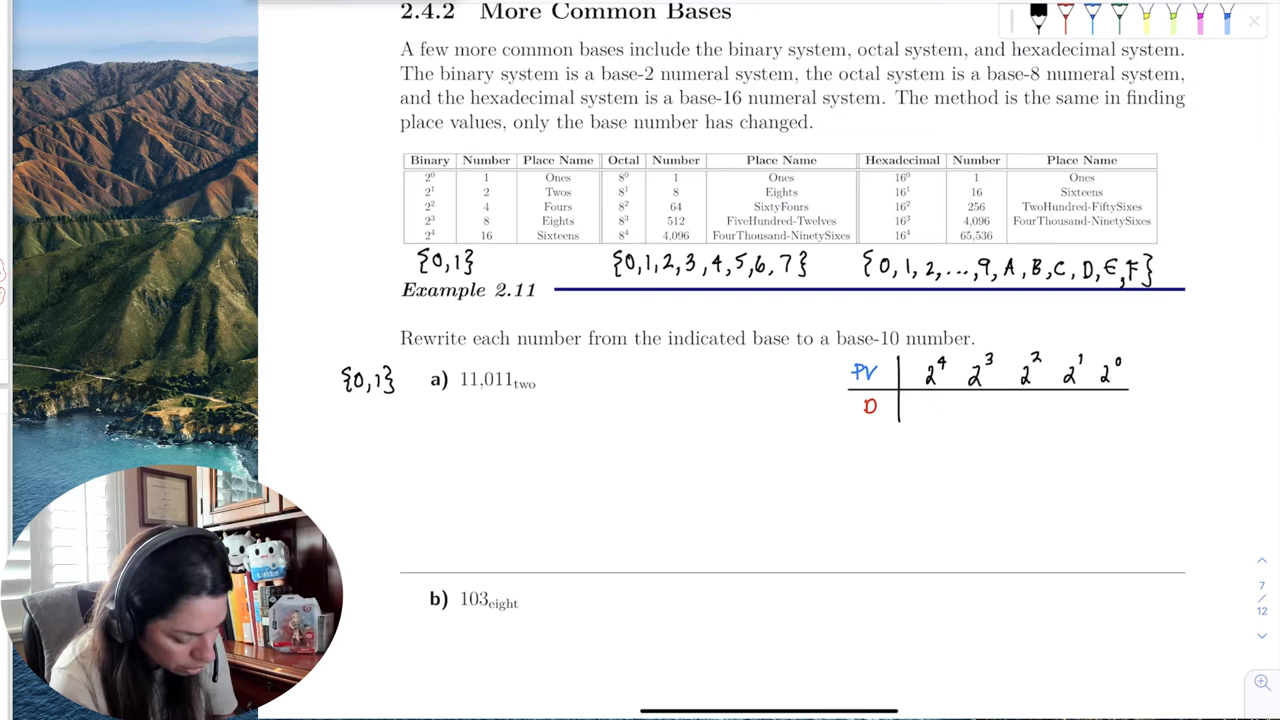 2.4.2 More Common Bases
A few more common bases include the binary system, octal system, and hexadecimal system.
The binary system is a base-2 numeral system, the octal system is a base-8 numeral system,
and the hexadecimal system is a base-16 numeral system. The method is the same in finding
place values, only the base number has changed.
Binary Number Place Name Octal Number Place Name Hexadecimal Number Place Name
2⁰ 1 Ones 8⁰ 1 Ones 16⁰ 1 Ones
2¹ 2 Twos 8¹ 8 Eights 16¹ 16 Sixteens
2² 4 Fours 8² 64 SixtyFours 16² 256 TwoHundred-FiftySixes
2³ 8 Eights 8³ 512 FiveHundred-Twelves 16³ 4,096 FourThousand-NinetySixes
2⁴ 16 Sixteens 8⁴ 4,096 FourThousand-NinetySixes 16⁴ 65,536
{0,1} {0,1,2,3,4,5,6,7} {0,1,2,...,9,A,B,C,D,E,F}
Example 2.11
Rewrite each number from the indicated base to a base-10 number.
{0,1} a) 11,011two
PV 2⁴ 2³ 2² 2¹ 2⁰
D
b) 103eight
7
/
12